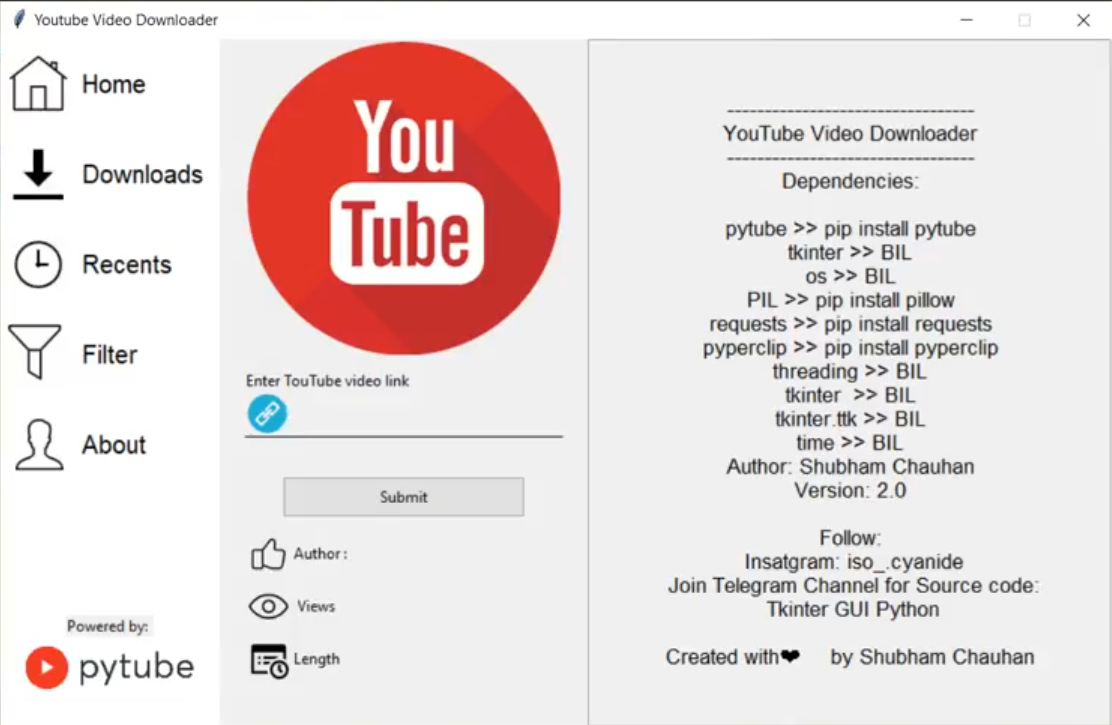 Youtube Video Downloader
Home
Downloads
Recents
Filter
About
Powered by:
pytube
You
Tube
Enter TouTube video link
Submit
Author :
Views
Length
---------------------------------
YouTube Video Downloader
---------------------------------
Dependencies:
pytube >> pip install pytube
tkinter >> BIL
os >> BIL
PIL >> pip install pillow
requests >> pip install requests
pyperclip >> pip install pyperclip
threading >> BIL
tkinter  >> BIL
tkinter.ttk >> BIL
time >> BIL
Author: Shubham Chauhan
Version: 2.0
Follow:
Insatgram: iso_.cyanide
Join Telegram Channel for Source code:
Tkinter GUI Python
Created with❤ by Shubham Chauhan